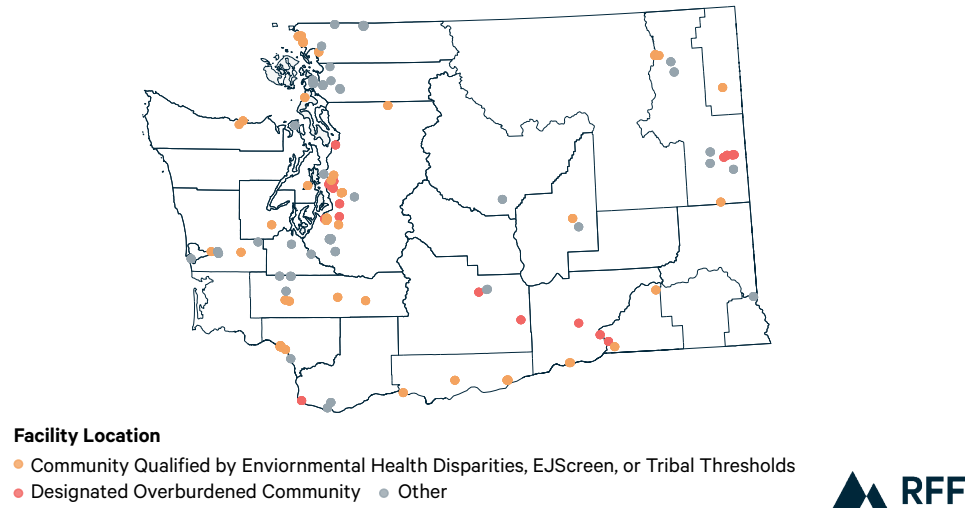 Facility Location
Community Qualified by Enviornmental Health Disparities, EJScreen, or Tribal Thresholds
Designated Overburdened Community Other
RFF